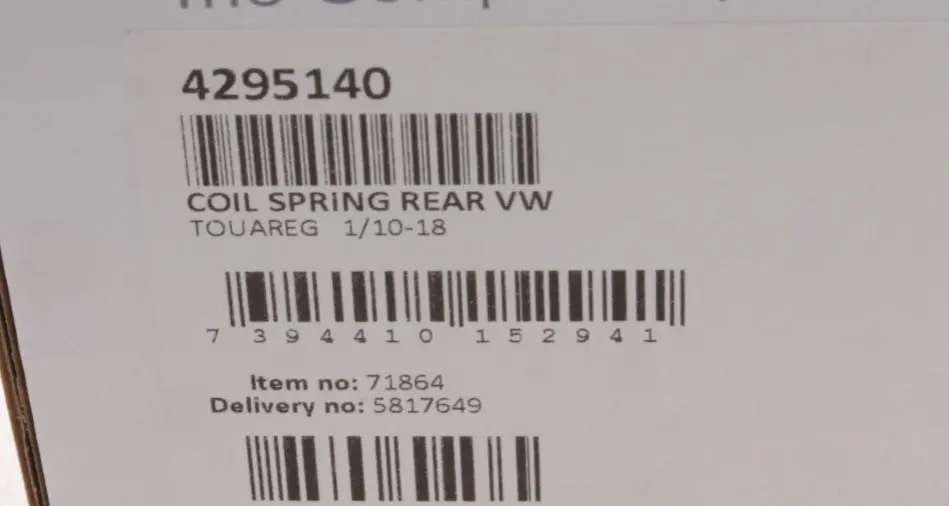 4295140
COIL SPRING REAR VW
TOUAREG 1/10-18
7 394410 152941
Item no: 71864
Delivery no: 5817649